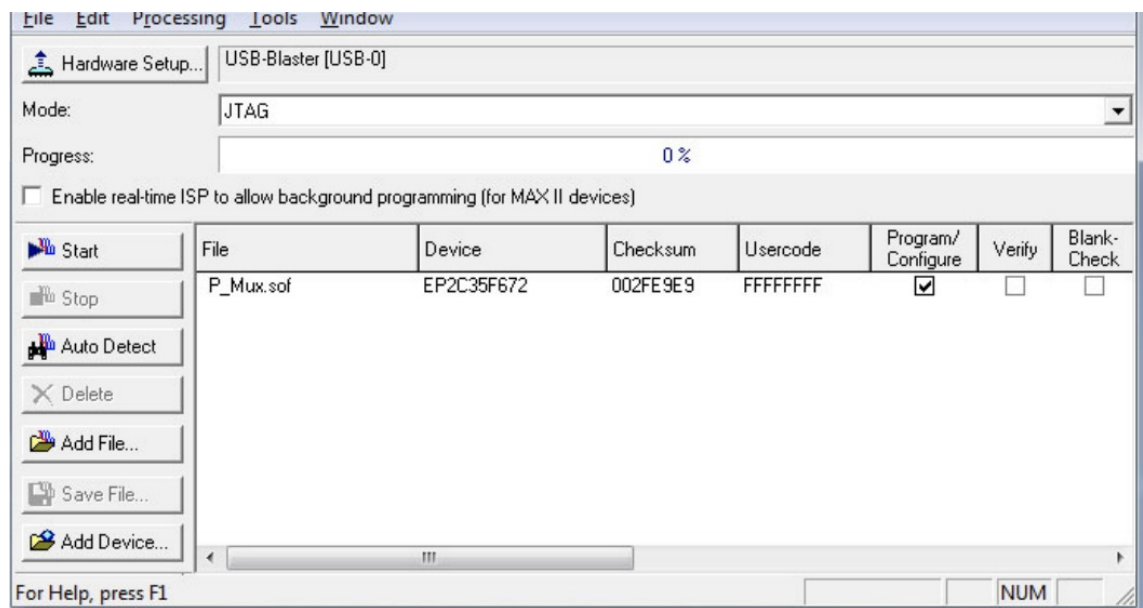 File Edit Processing Tools Window
Hardware Setup... USB-Blaster [USB-0]
Mode: JTAG
Progress: 0 %
Enable real-time ISP to allow background programming (for MAX II devices)
Start
Stop
Auto Detect
Delete
Add File...
Save File...
Add Device...
File Device Checksum Usercode Program/ Configure Verify Blank- Check
P_Mux.sof EP2C35F672 002FE9E9 FFFFFFFF
For Help, press F1 NUM